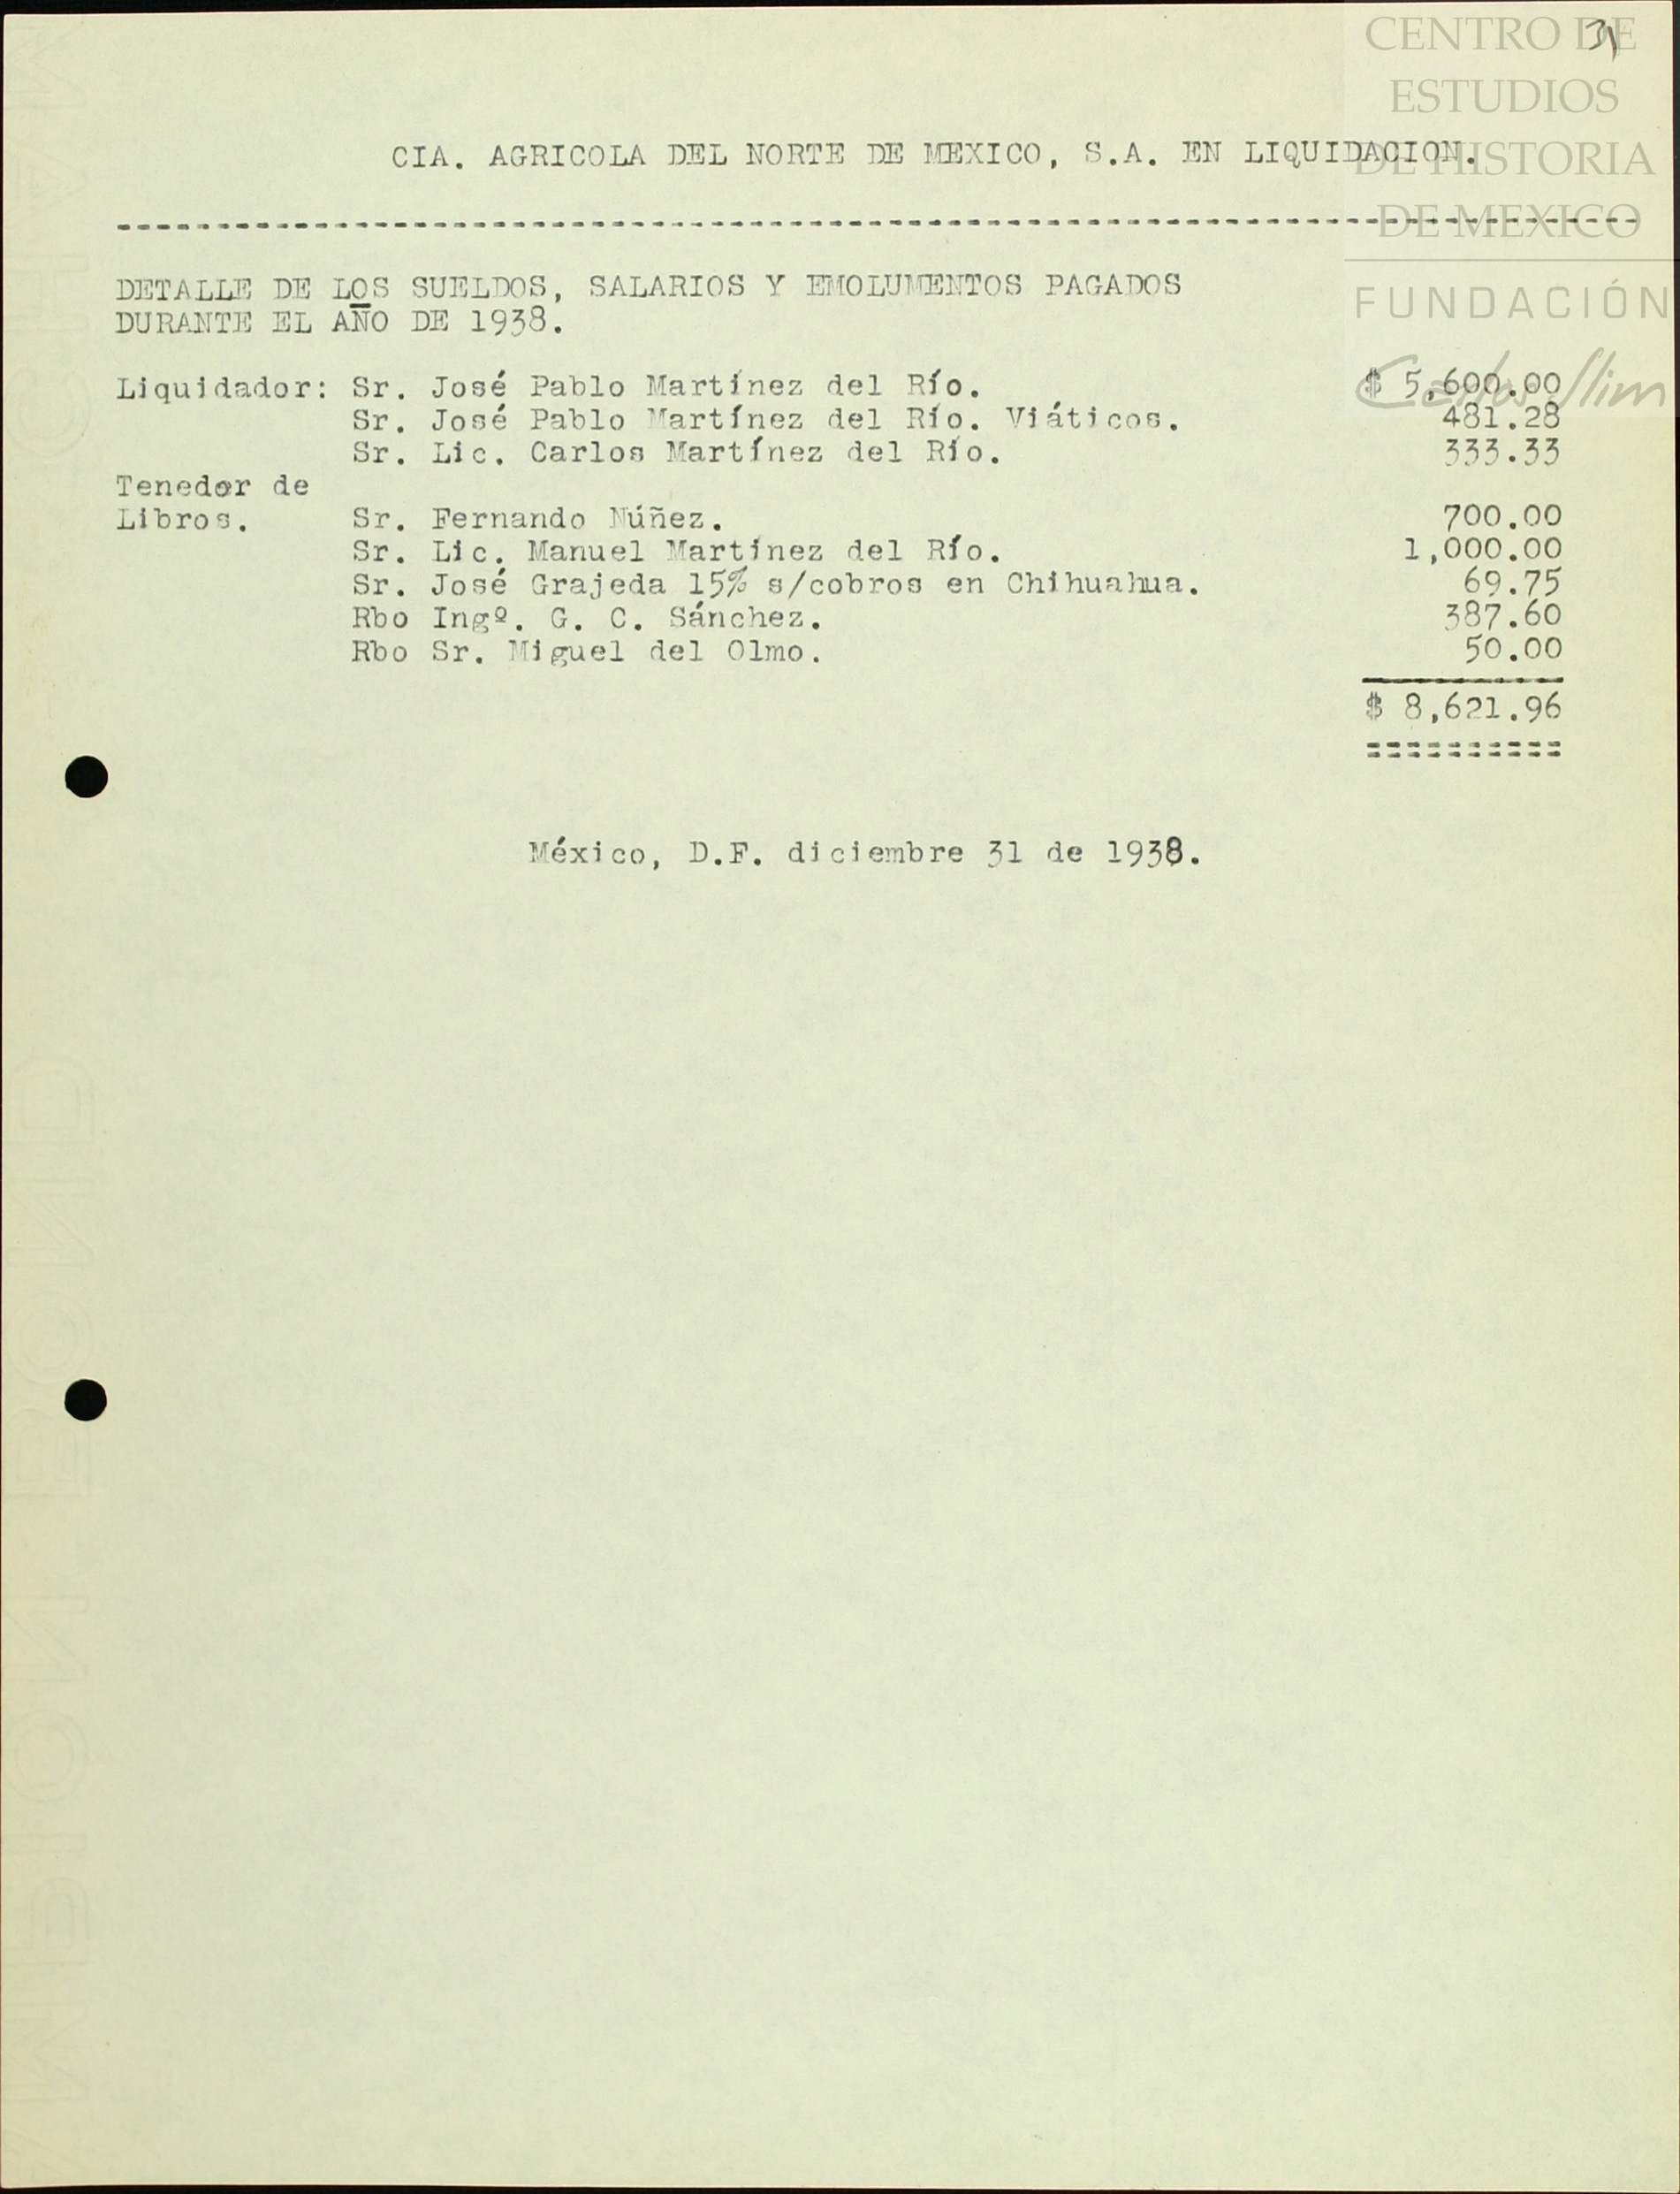 31
CENTRO DE
ESTUDIOS
DE HISTORIA
DE MEXICO
FUNDACIÓN
Carlos Slim
CIA. AGRICOLA DEL NORTE DE MEXICO, S.A. EN LIQUIDACION.
DETALLE DE LOS SUELDOS, SALARIOS Y EMOLUMENTOS PAGADOS
DURANTE EL AÑO DE 1938.
Liquidador: Sr. José Pablo Martínez del Río. $ 5,600.00
Sr. José Pablo Martínez del Río. Viáticos. 481.28
Sr. Lic. Carlos Martínez del Río. 333.33
Tenedor de
Libros. Sr. Fernando Núñez. 700.00
Sr. Lic. Manuel Martínez del Río. 1,000.00
Sr. José Grajeda 15% s/cobros en Chihuahua. 69.75
Rbo Ingº. G. C. Sánchez. 387.60
Rbo Sr. Miguel del Olmo. 50.00
$ 8,621.96
==========
México, D.F. diciembre 31 de 1938.
BOND